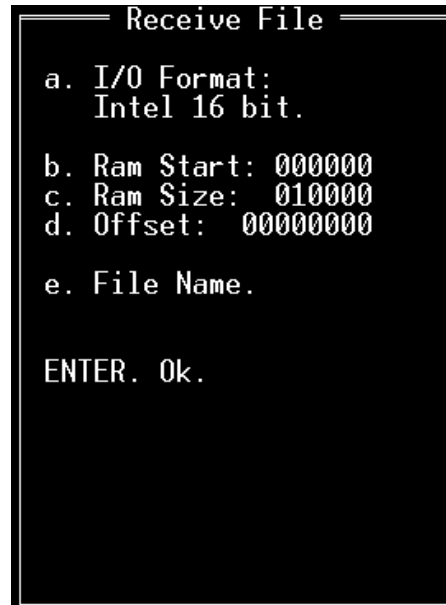 Receive File
a. I/O Format:
Intel 16 bit.
b. Ram Start: 000000
c. Ram Size: 010000
d. Offset: 00000000
e. File Name.
ENTER. Ok.